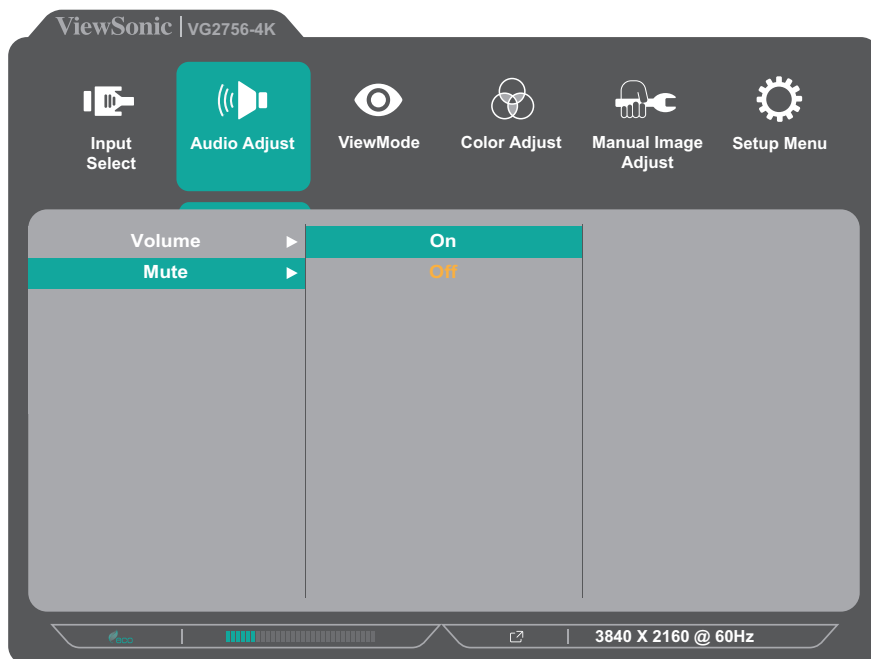 ViewSonic | VG2756-4K
Input
Select
Audio Adjust
ViewMode
Color Adjust
Manual Image
Adjust
Setup Menu
Volume
On
Mute
Off
eco
3840 X 2160 @ 60Hz